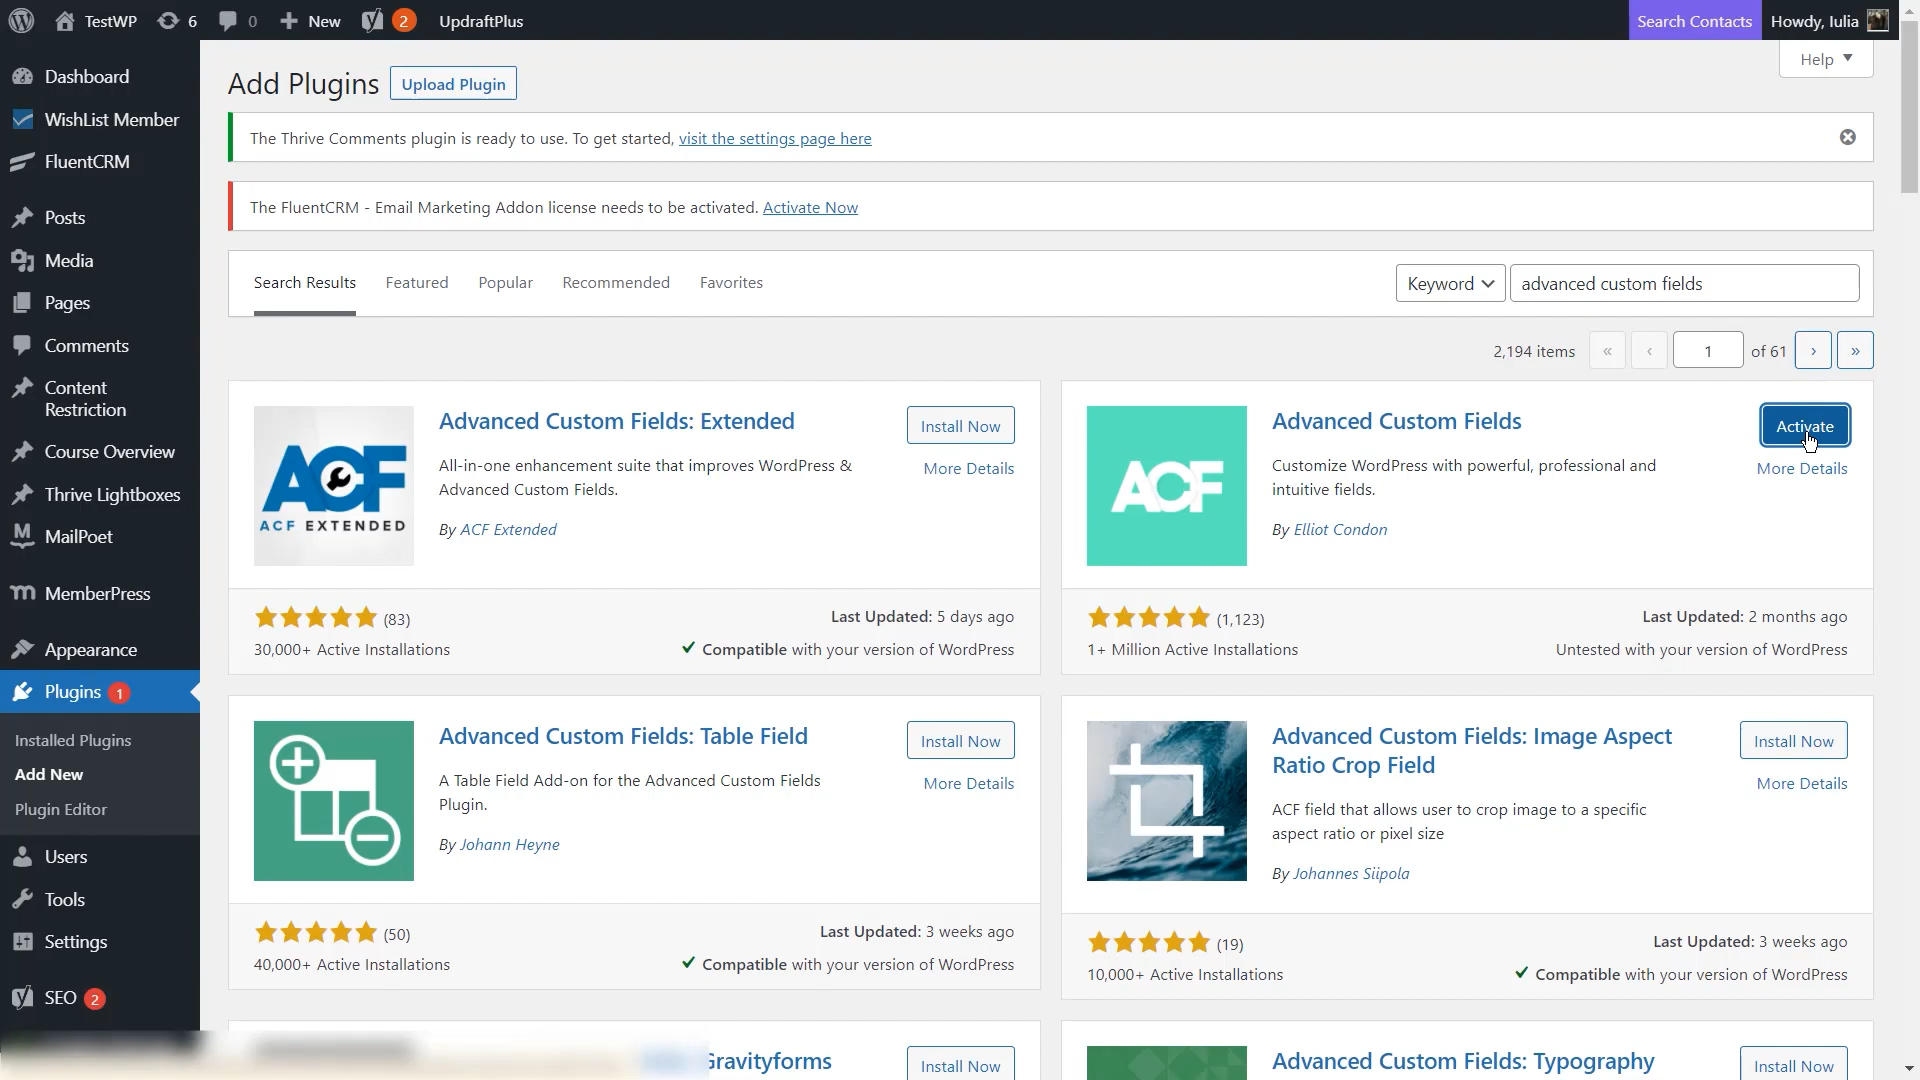 TestWP 6 0 New 2 UpdraftPlus Search Contacts Howdy, Iulia
Help
Dashboard
WishList Member
FluentCRM
Posts
Media
Pages
Comments
Content
Restriction
Course Overview
Thrive Lightboxes
MailPoet
MemberPress
Appearance
Plugins 1
Installed Plugins
Add New
Plugin Editor
Users
Tools
Settings
SEO 2
Add Plugins Upload Plugin
The Thrive Comments plugin is ready to use. To get started, visit the settings page here
The FluentCRM - Email Marketing Addon license needs to be activated. Activate Now
Search Results Featured Popular Recommended Favorites Keyword advanced custom fields
2,194 items « ‹ 1 of 61 › »
ACF
ACF EXTENDED
Advanced Custom Fields: Extended
Install Now
All-in-one enhancement suite that improves WordPress &
Advanced Custom Fields.
More Details
By ACF Extended
(83)
Last Updated: 5 days ago
30,000+ Active Installations
Compatible with your version of WordPress
ACF
Advanced Custom Fields
Activate
Customize WordPress with powerful, professional and
intuitive fields.
More Details
By Elliot Condon
(1,123)
Last Updated: 2 months ago
1+ Million Active Installations
Untested with your version of WordPress
Advanced Custom Fields: Table Field
Install Now
A Table Field Add-on for the Advanced Custom Fields
Plugin.
More Details
By Johann Heyne
(50)
Last Updated: 3 weeks ago
40,000+ Active Installations
Compatible with your version of WordPress
Advanced Custom Fields: Image Aspect
Ratio Crop Field
Install Now
More Details
ACF field that allows user to crop image to a specific
aspect ratio or pixel size
By Johannes Siipola
(19)
Last Updated: 3 weeks ago
10,000+ Active Installations
Compatible with your version of WordPress
Gravityforms
Install Now
Advanced Custom Fields: Typography
Install Now